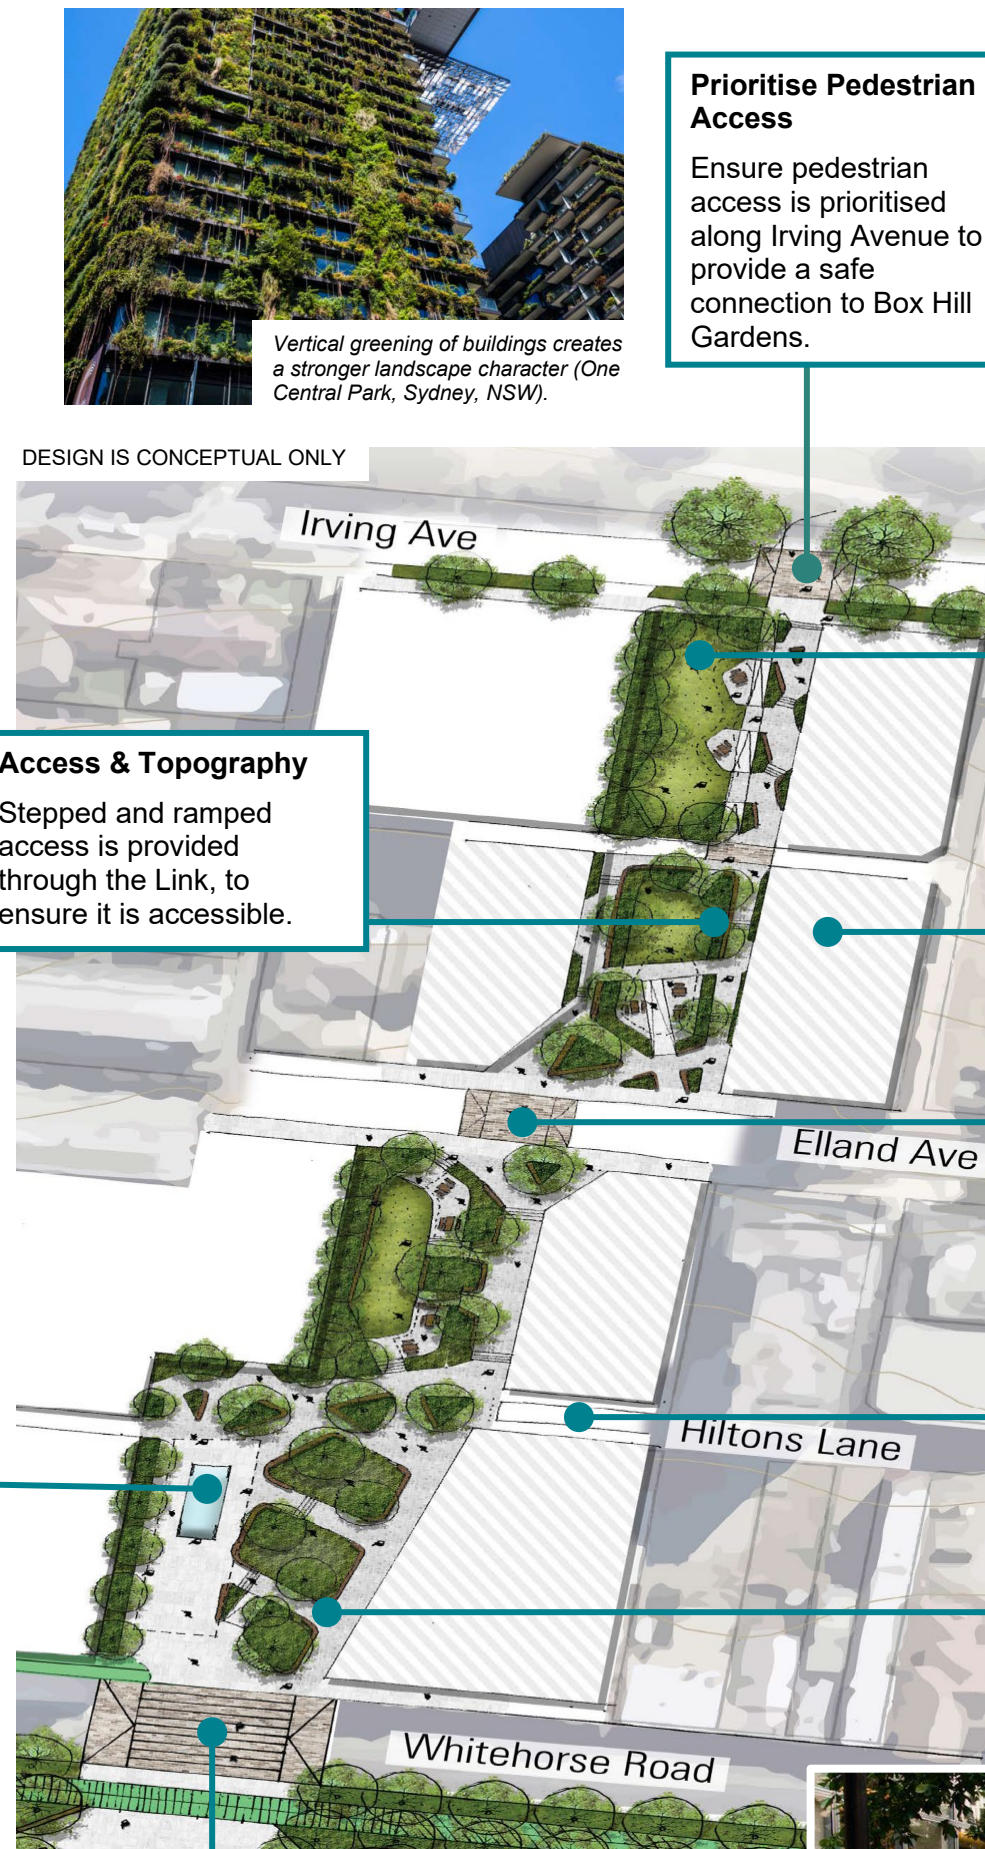 Prioritise Pedestrian
Access
Ensure pedestrian
access is prioritised
along Irving Avenue to
provide a safe
connection to Box Hill
Gardens.
Vertical greening of buildings creates
a stronger landscape character (One
Central Park, Sydney, NSW).
DESIGN IS CONCEPTUAL ONLY
Irving Ave
Access & Topography
Stepped and ramped
access is provided
through the Link, to
ensure it is accessible.
Elland Ave
Hiltons Lane
Whitehorse Road